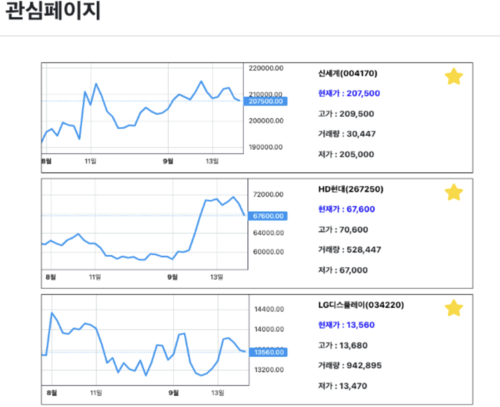 관심페이지
220000.00
210000.00
207500.00
200000.00
190000.00
8월 11일 9월 13일
신세계(004170)
현재가 : 207,500
고가 : 209,500
거래량 : 30,447
저가 : 205,000
72000.00
67600.00
64000.00
60000.00
8월 11일 9월 13일
HD현대(267250)
현재가 : 67,600
고가 : 70,600
거래량 : 528,447
저가 : 67,000
14400.00
14000.00
13560.00
13200.00
8월 11일 9월 13일
LG디스플레이(034220)
현재가 : 13,560
고가 : 13,680
거래량 : 942,895
저가 : 13,470